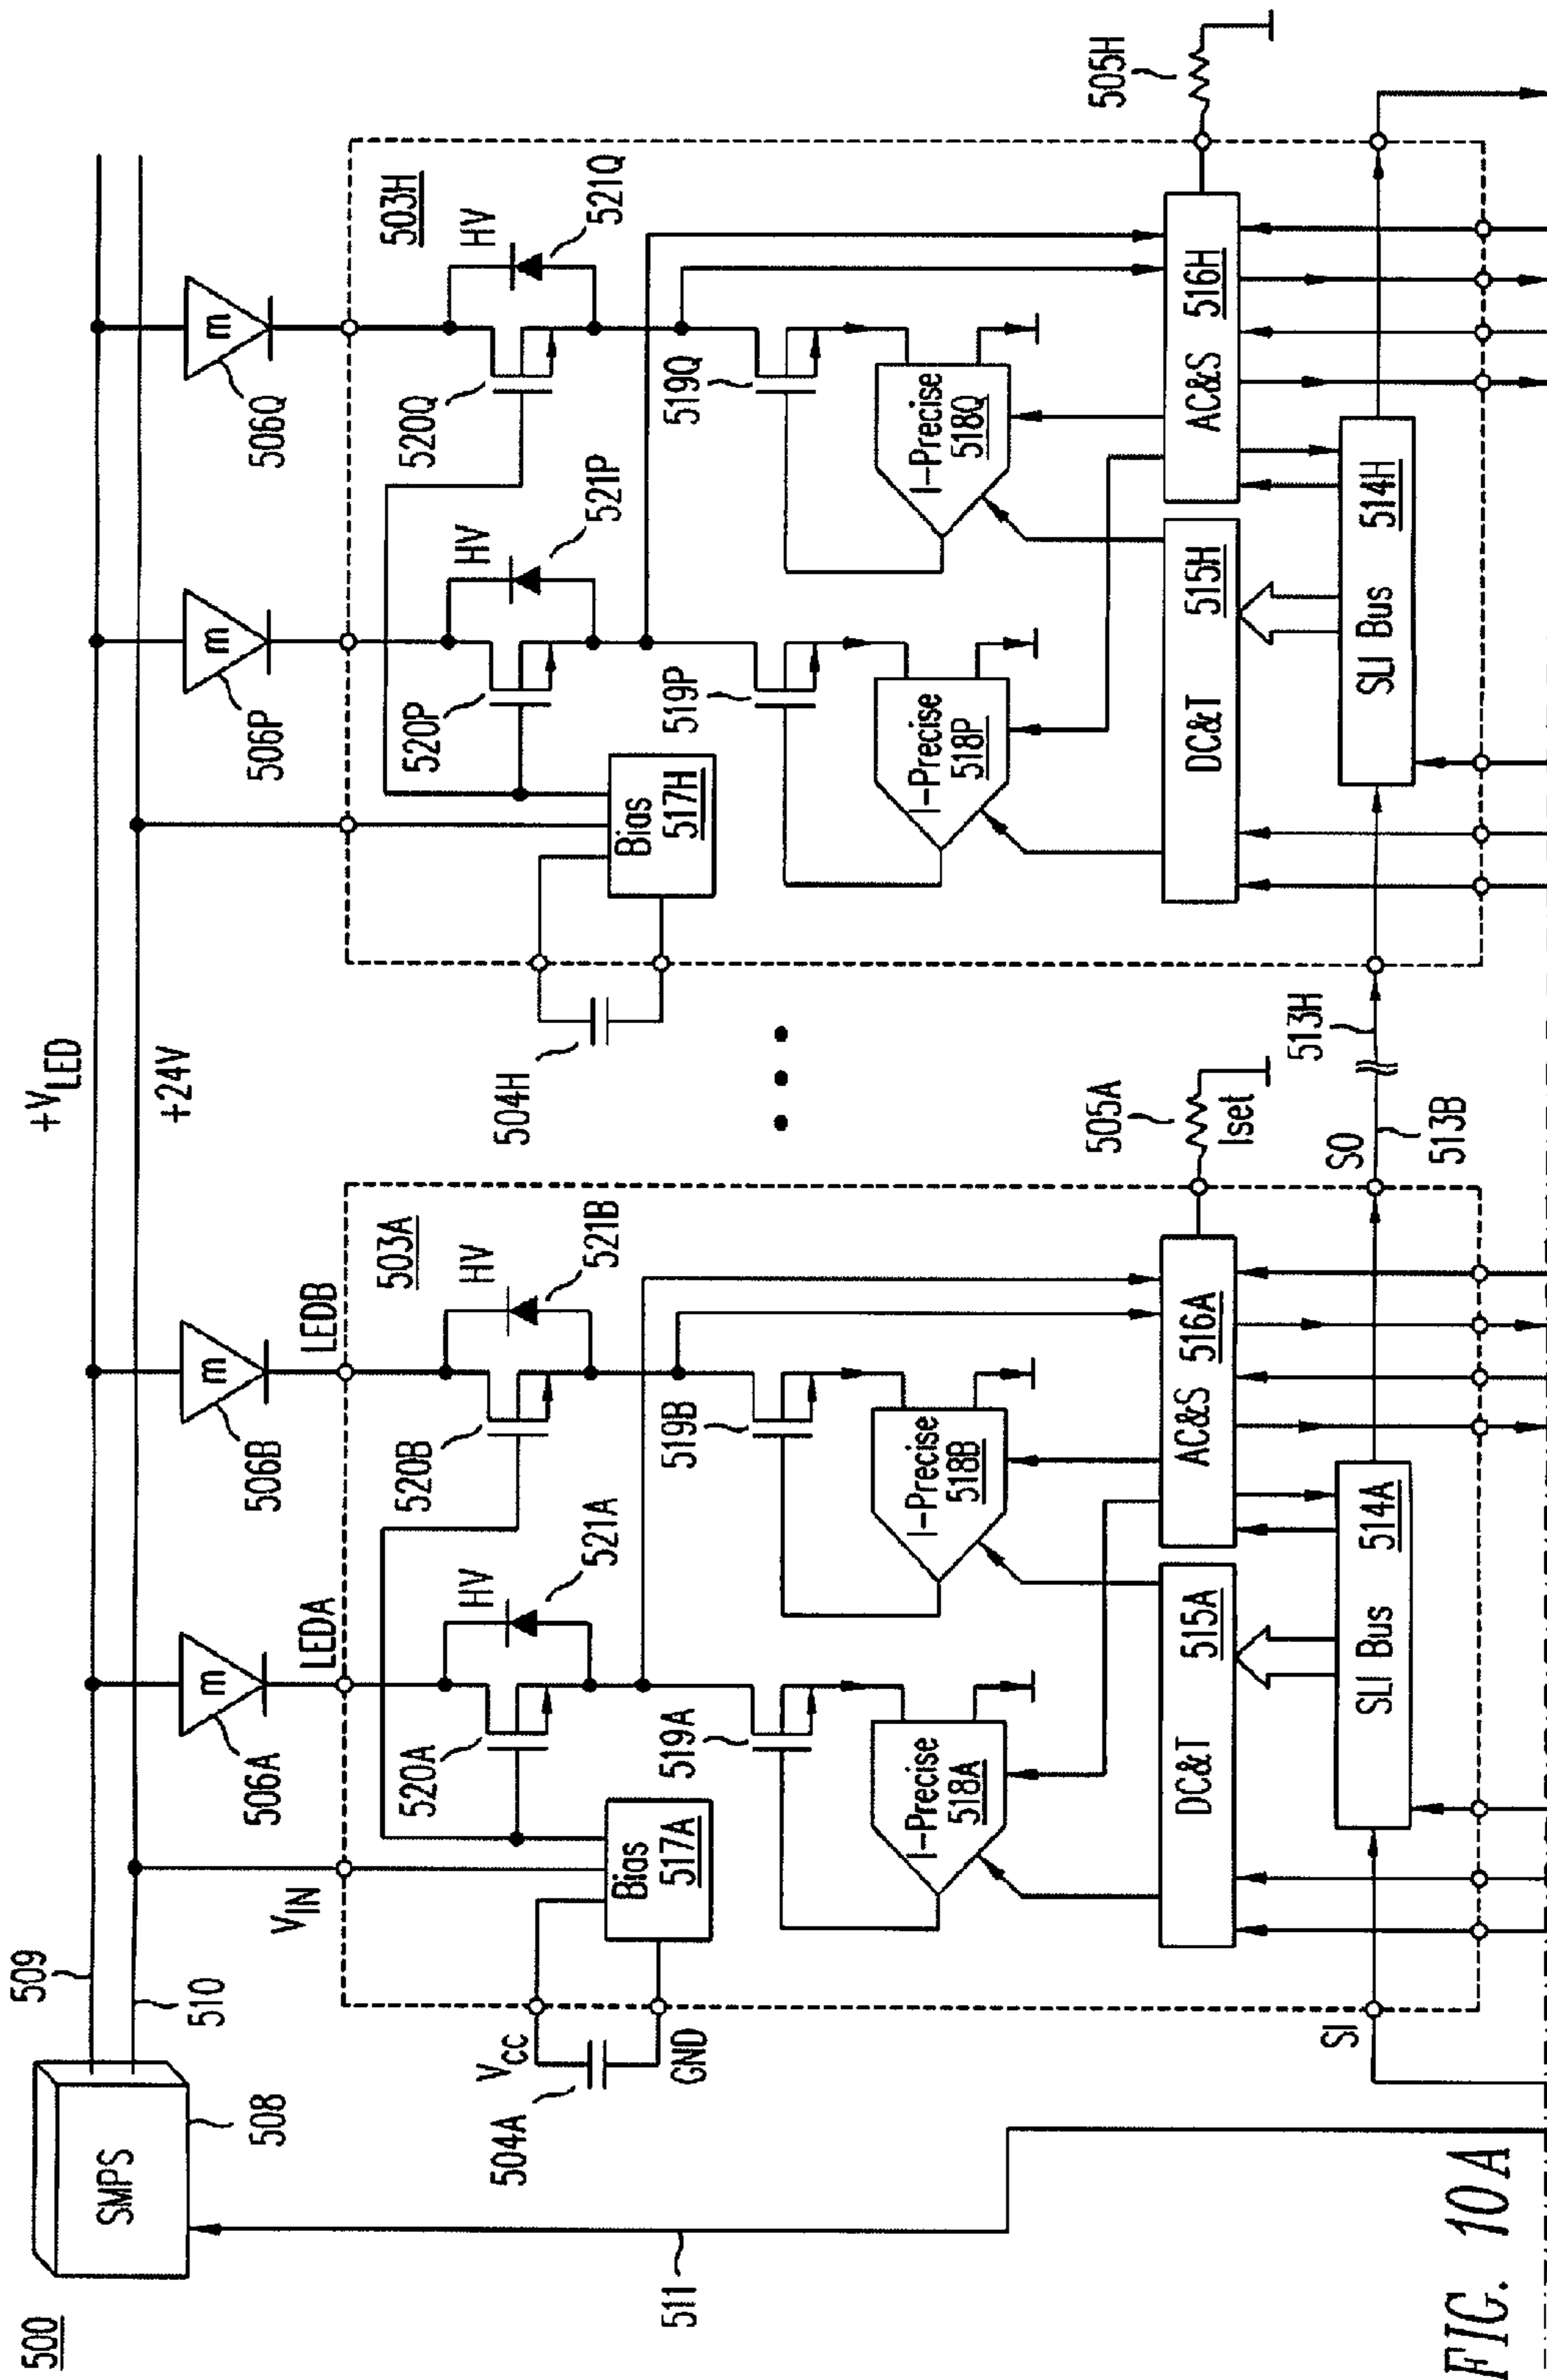 500
SMPS
508
509
510
511
+VLED
+24V
506A
m
LEDA
506B
m
LEDB
506P
m
506Q
m
VIN
VCC
504A
GND
503A
520A
HV
521A
520B
HV
521B
Bias
517A
519A
519B
I-Precise
518A
I-Precise
518B
DC&T
515A
AC&S
516A
505A
Iset
SI
SLI Bus
514A
SO
513B
513H
504H
503H
520P
HV
521P
520Q
HV
521Q
Bias
517H
519P
519Q
I-Precise
518P
I-Precise
518Q
DC&T
515H
AC&S
516H
505H
SLI Bus
514H
FIG. 10A